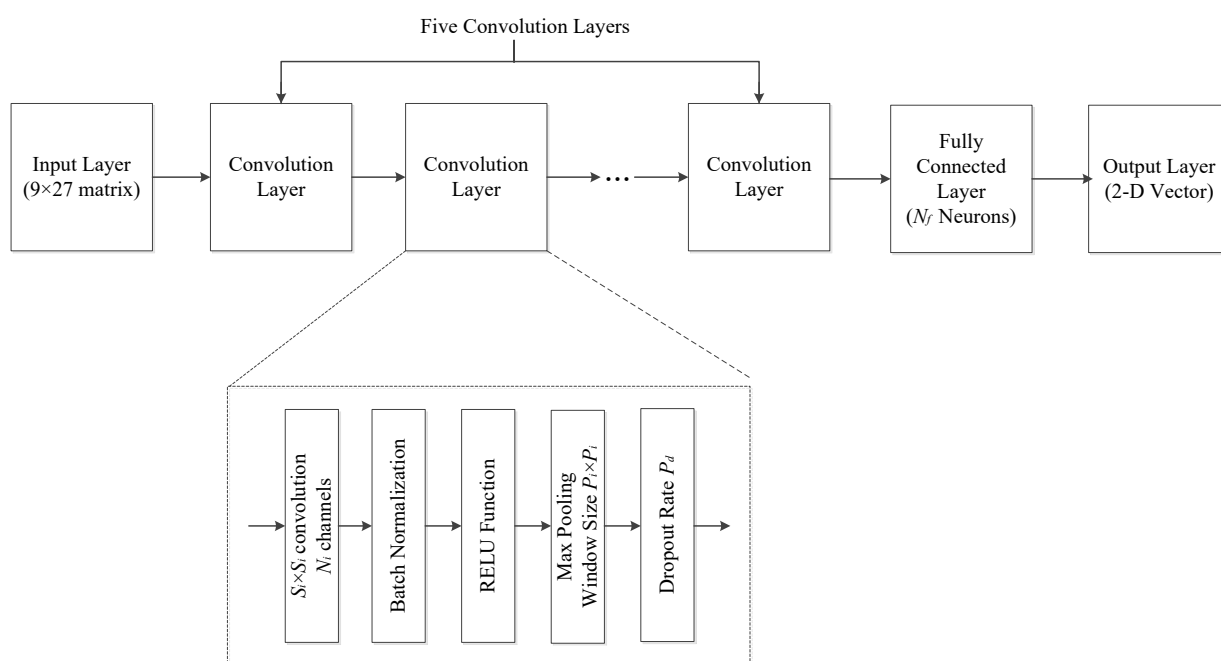 Five Convolution Layers
Input Layer
(9×27 matrix)
Convolution
Layer
Convolution
Layer
...
Convolution
Layer
Fully
Connected
Layer
(Nf Neurons)
Output Layer
(2-D Vector)
Si×Si convolution
Ni channels
Batch Normalization
RELU Function
Max Pooling
Window Size Pi×Pi
Dropout Rate Pd